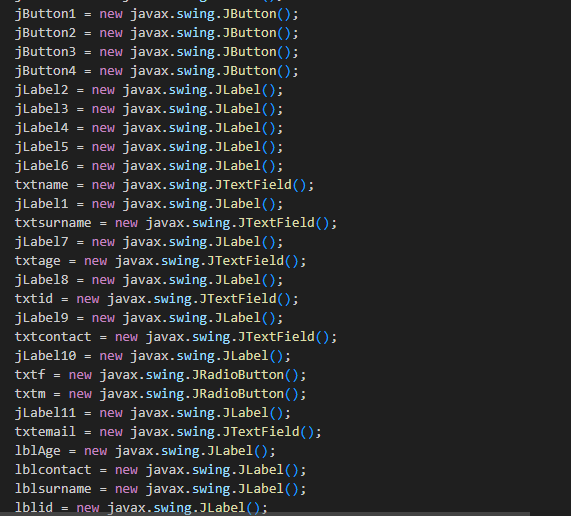 jButton1 = new javax.swing.JButton();
jButton2 = new javax.swing.JButton();
jButton3 = new javax.swing.JButton();
jButton4 = new javax.swing.JButton();
jLabel2 = new javax.swing.JLabel();
jLabel3 = new javax.swing.JLabel();
jLabel4 = new javax.swing.JLabel();
jLabel5 = new javax.swing.JLabel();
jLabel6 = new javax.swing.JLabel();
txtname = new javax.swing.JTextField();
jLabel1 = new javax.swing.JLabel();
txtsurname = new javax.swing.JTextField();
jLabel7 = new javax.swing.JLabel();
txtage = new javax.swing.JTextField();
jLabel8 = new javax.swing.JLabel();
txtid = new javax.swing.JTextField();
jLabel9 = new javax.swing.JLabel();
txtcontact = new javax.swing.JTextField();
jLabel10 = new javax.swing.JLabel();
txtf = new javax.swing.JRadioButton();
txtm = new javax.swing.JRadioButton();
jLabel11 = new javax.swing.JLabel();
txtemail = new javax.swing.JTextField();
lblAge = new javax.swing.JLabel();
lblcontact = new javax.swing.JLabel();
lblsurname = new javax.swing.JLabel();
lblid = new javax.swing.JLabel();